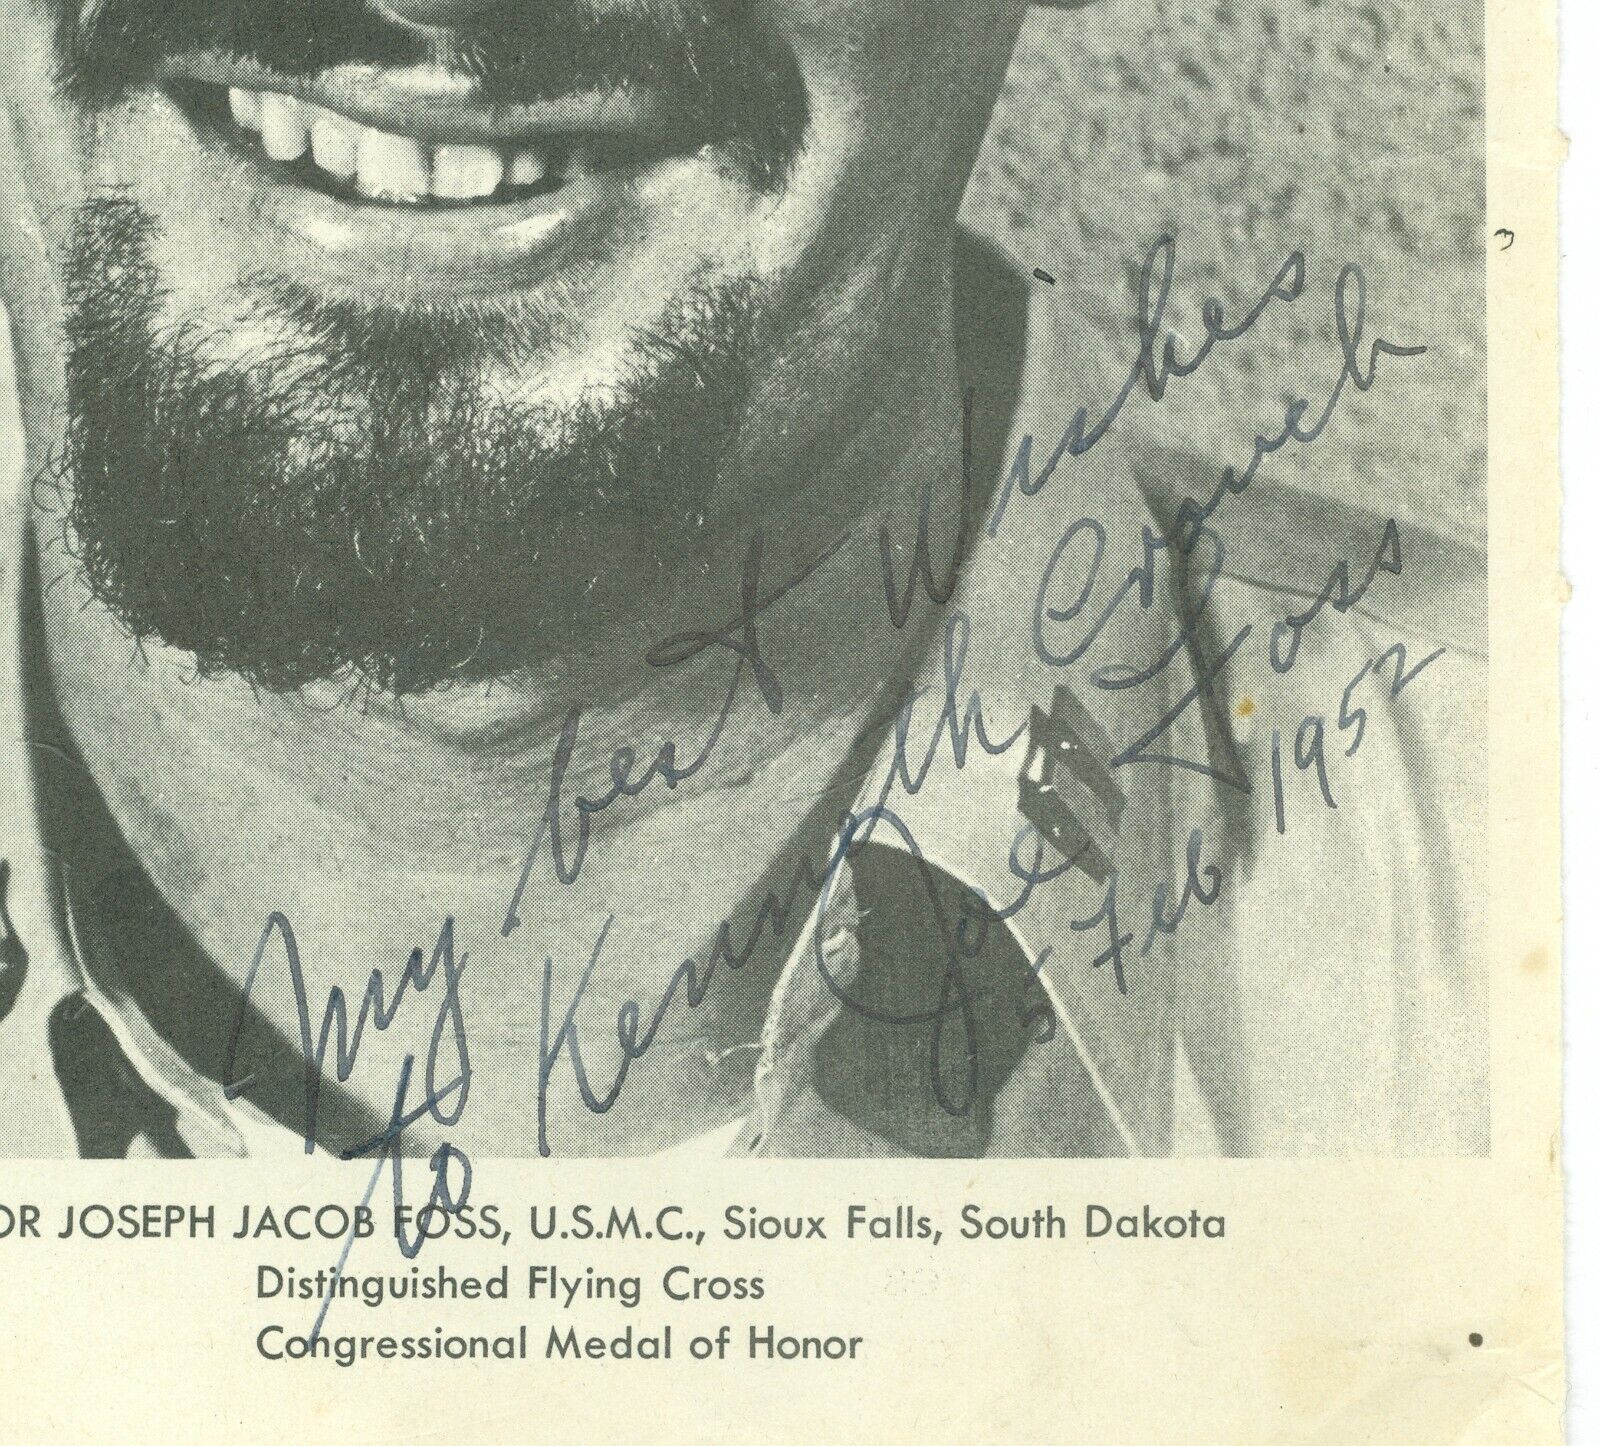 My best Wishes
to Kenneth Crouch
Joe Foss
5 Feb 1952
OR JOSEPH JACOB FOSS, U.S.M.C., Sioux Falls, South Dakota
Distinguished Flying Cross
Congressional Medal of Honor